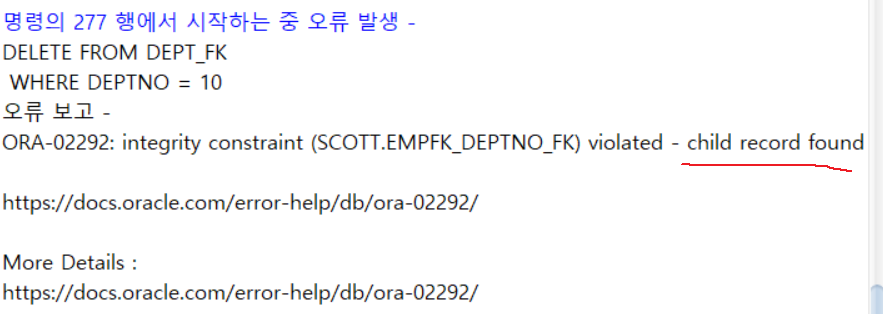 명령의 277 행에서 시작하는 중 오류 발생 -
DELETE FROM DEPT_FK
WHERE DEPTNO = 10
오류 보고 -
ORA-02292: integrity constraint (SCOTT.EMPFK_DEPTNO_FK) violated - child record found
https://docs.oracle.com/error-help/db/ora-02292/
More Details :
https://docs.oracle.com/error-help/db/ora-02292/